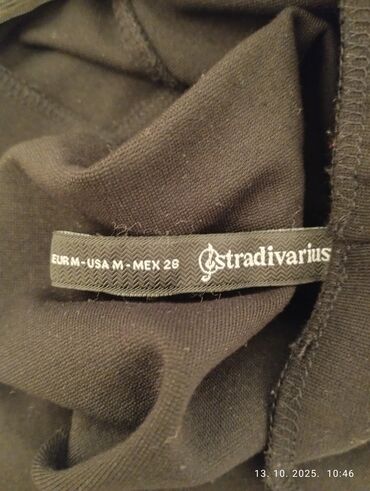 EUR M - USA M - MEX 28 stradivarius
13. 10. 2025. 10:46